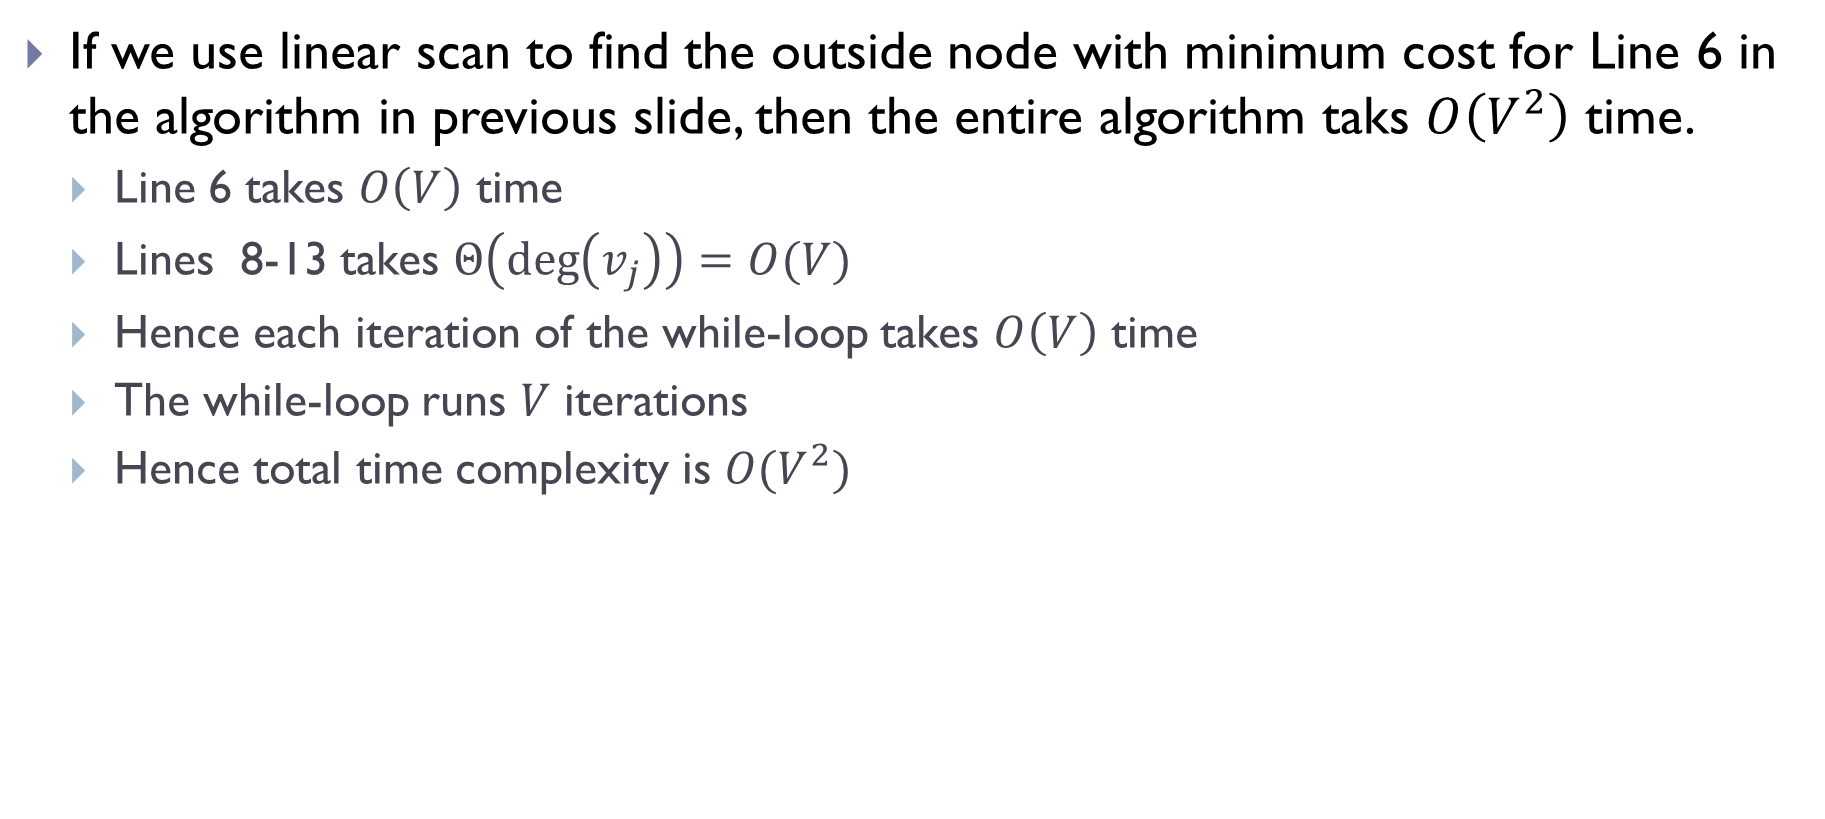 If we use linear scan to find the outside node with minimum cost for Line 6 in
the algorithm in previous slide, then the entire algorithm taks 𝑂(𝑉²) time.
Line 6 takes 𝑂(𝑉) time
Lines 8-13 takes Θ(deg(𝑣ⱼ)) = 𝑂(𝑉)
Hence each iteration of the while-loop takes 𝑂(𝑉) time
The while-loop runs 𝑉 iterations
Hence total time complexity is 𝑂(𝑉²)